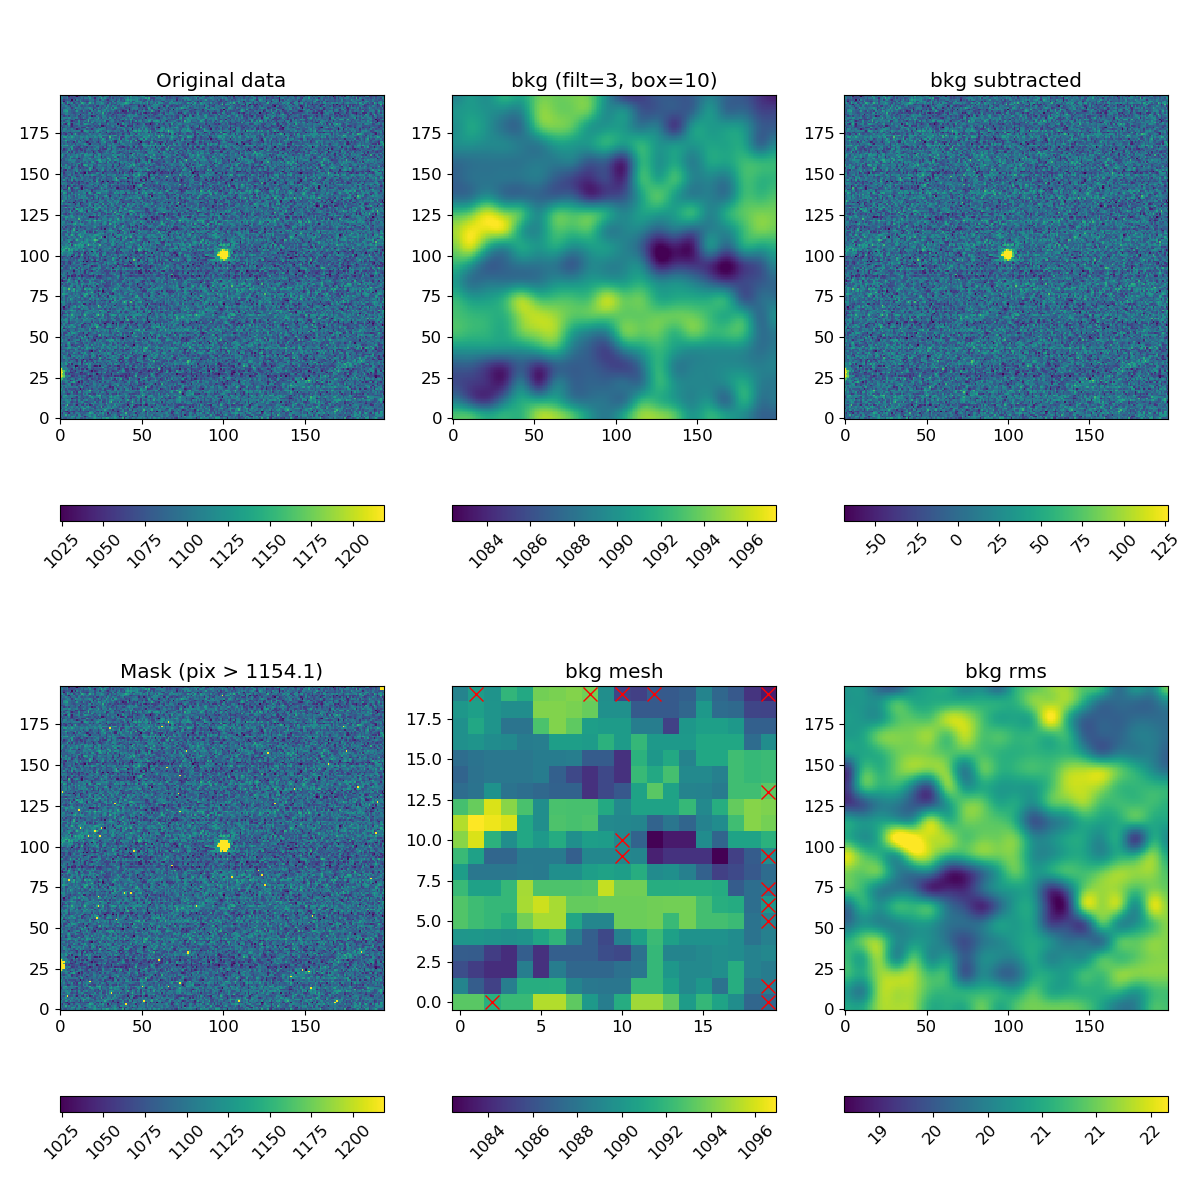 Original data
bkg (filt=3, box=10)
bkg subtracted
175
150
125
100
75
50
25
0
0 50 100 150
175
150
125
100
75
50
25
0
0 50 100 150
175
150
125
100
75
50
25
0
0 50 100 150
1025 1050 1075 1100 1125 1150 1175 1200
1084 1086 1088 1090 1092 1094 1096
-50 -25 0 25 50 75 100 125
Mask (pix > 1154.1)
bkg mesh
bkg rms
175
150
125
100
75
50
25
0
0 50 100 150
17.5
15.0
12.5
10.0
7.5
5.0
2.5
0.0
0 5 10 15
175
150
125
100
75
50
25
0
0 50 100 150
1025 1050 1075 1100 1125 1150 1175 1200
1084 1086 1088 1090 1092 1094 1096
19 20 20 21 21 22